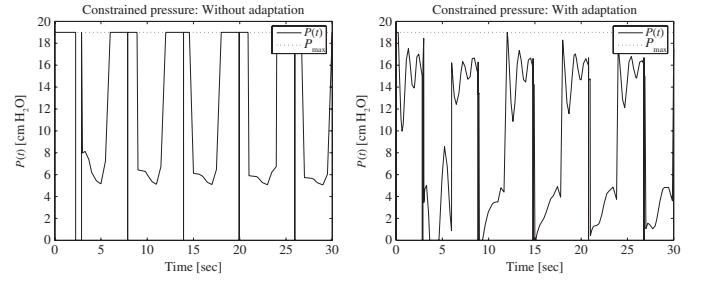 Constrained pressure: Without adaptation
20
18
16
14
12
10
8
6
4
2
0
P(t) [cm H2O]
P(t)
Pmax
0 5 10 15 20 25 30
Time [sec]
Constrained pressure: With adaptation
20
18
16
14
12
10
8
6
4
2
0
P(t) [cm H2O]
P(t)
Pmax
0 5 10 15 20 25 30
Time [sec]